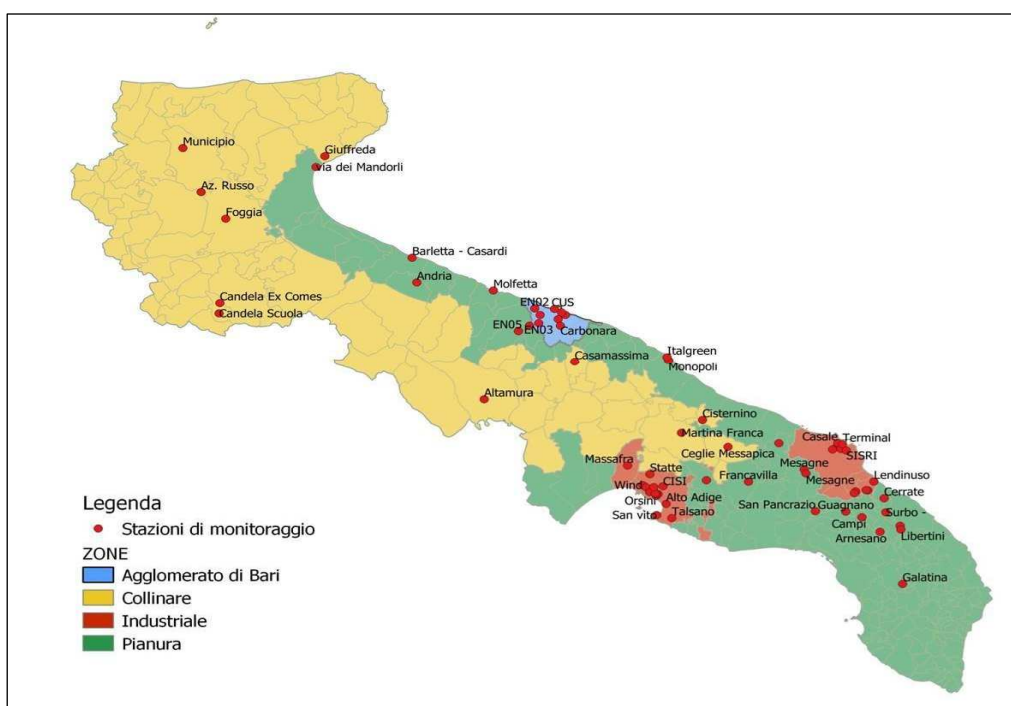 Municipio
Giuffreda
via dei Mandorli
Az. Russo
Foggia
Barletta - Casardi
Andria
Molfetta
Candela Ex Comes
Candela Scuola
EN02 CUS
EN05 EN03 Carbonara
Casamassima
Italgreen
Monopoli
Altamura
Cisternino
Martina Franca
Ceglie Messapica
Casale Terminal
SISRI
Massafra
Statte
Mesagne
Mesagne
Lendinuso
Wind CISI
Francavilla
Cerrate
Orsini Alto Adige
San vito Talsano
San Pancrazio Guagnano
Surbo -
Campi
Arnesano Libertini
Galatina
Legenda
Stazioni di monitoraggio
ZONE
Agglomerato di Bari
Collinare
Industriale
Pianura